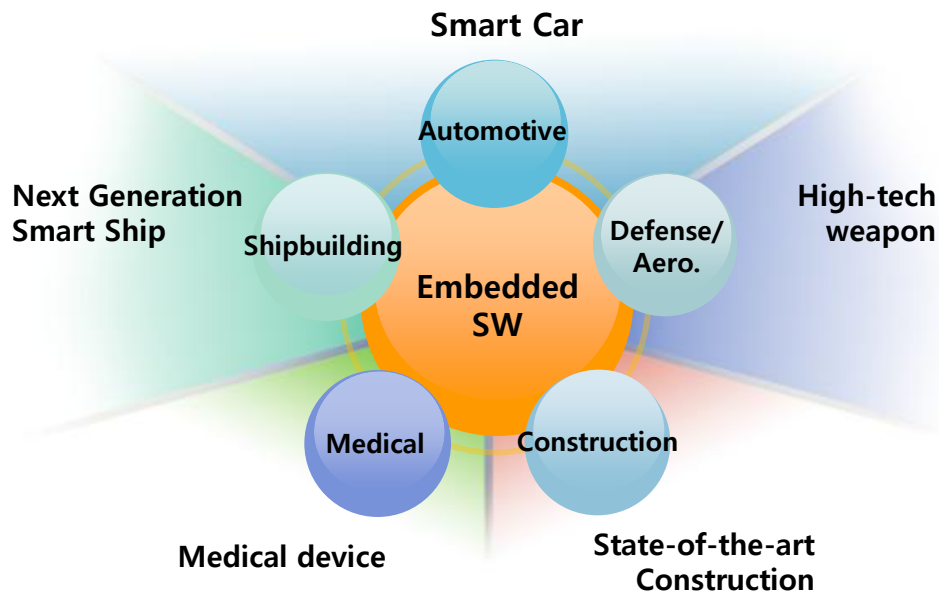 Smart Car
Automotive
Next Generation
Smart Ship
Shipbuilding
Defense/
Aero.
High-tech
weapon
Embedded
SW
Medical
Construction
Medical device
State-of-the-art
Construction